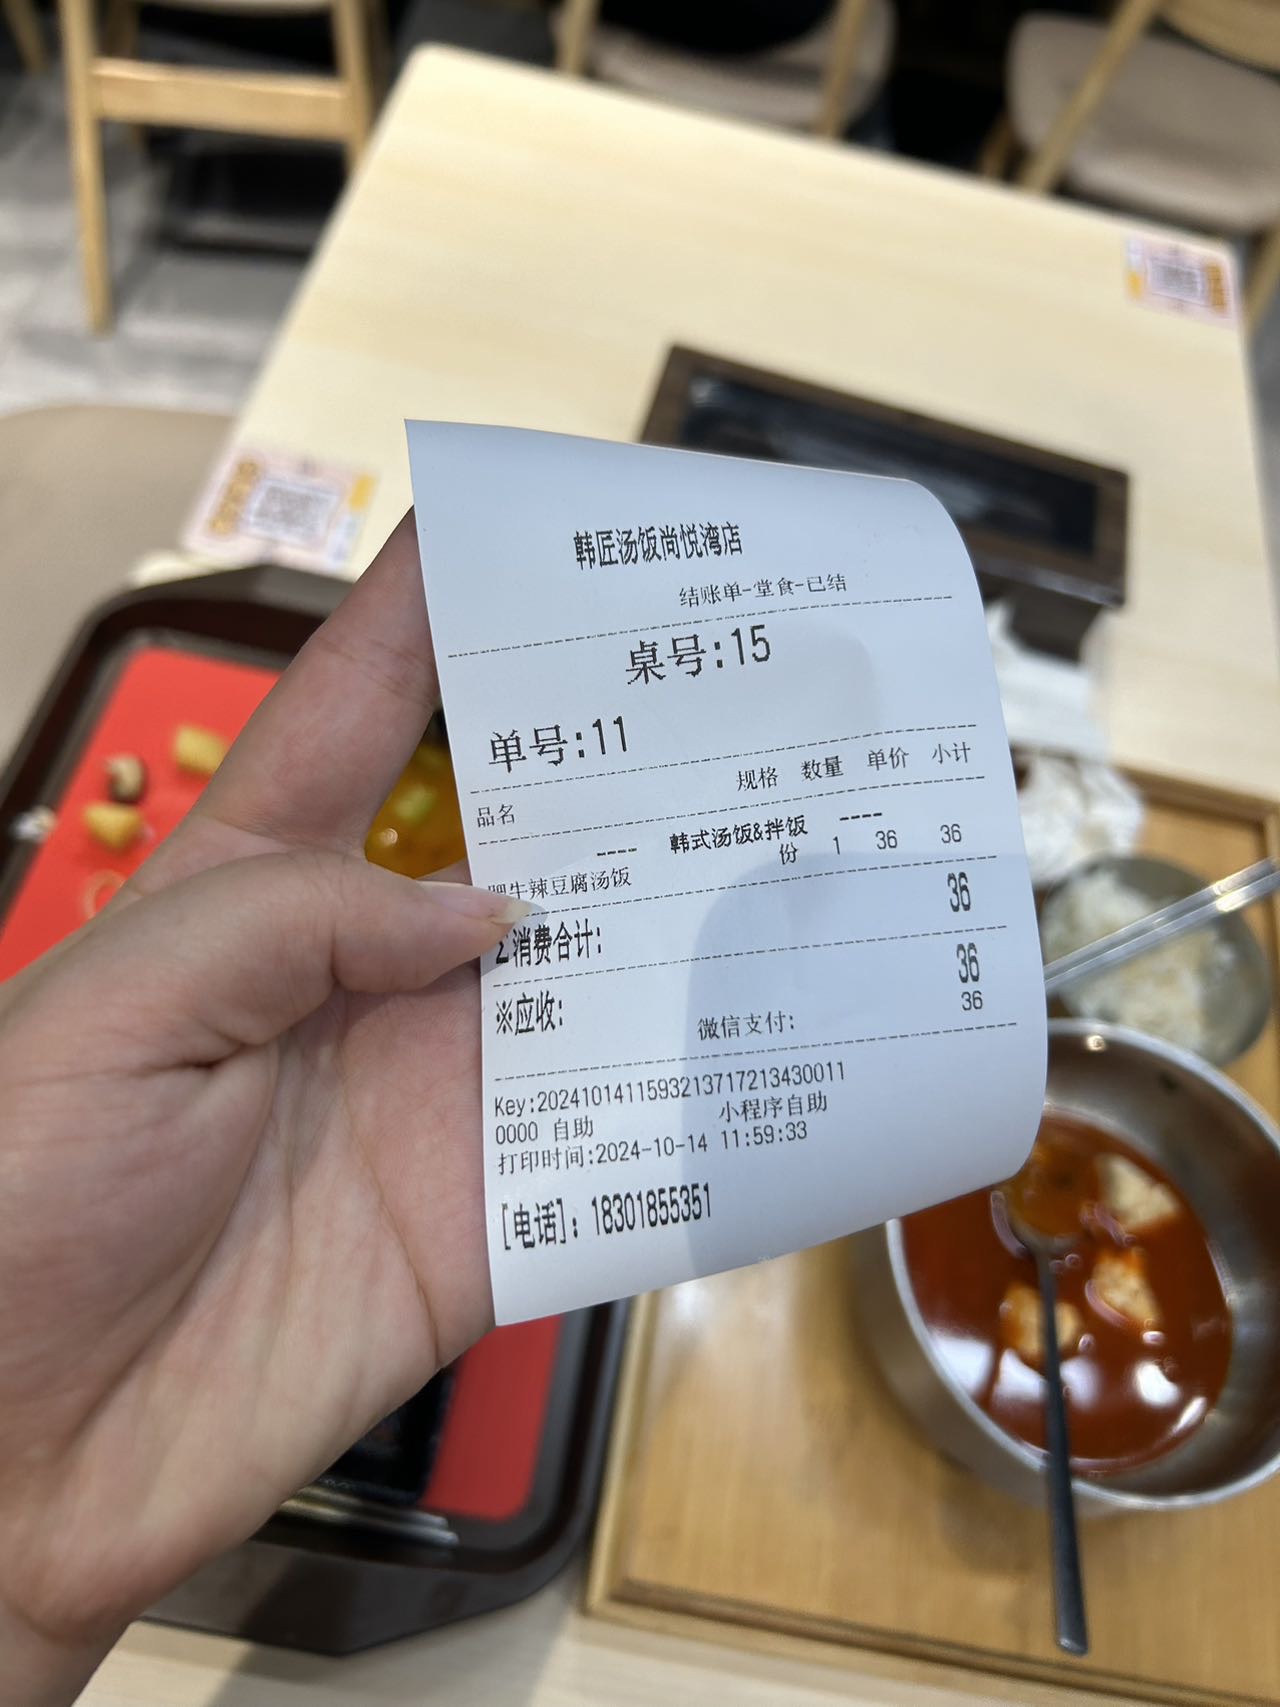 韩匠汤饭尚悦湾店
结账单-堂食-已结
桌号:15
单号:11
品名 规格 数量 单价 小计
---- 韩式汤饭&拌饭 ----
肥牛辣豆腐汤饭 份 1 36 36
Σ消费合计: 36
※应收: 36
微信支付: 36
Key:2024101411593213717213430011
0000 自助 小程序自助
打印时间:2024-10-14 11:59:33
[电话]: 18301855351